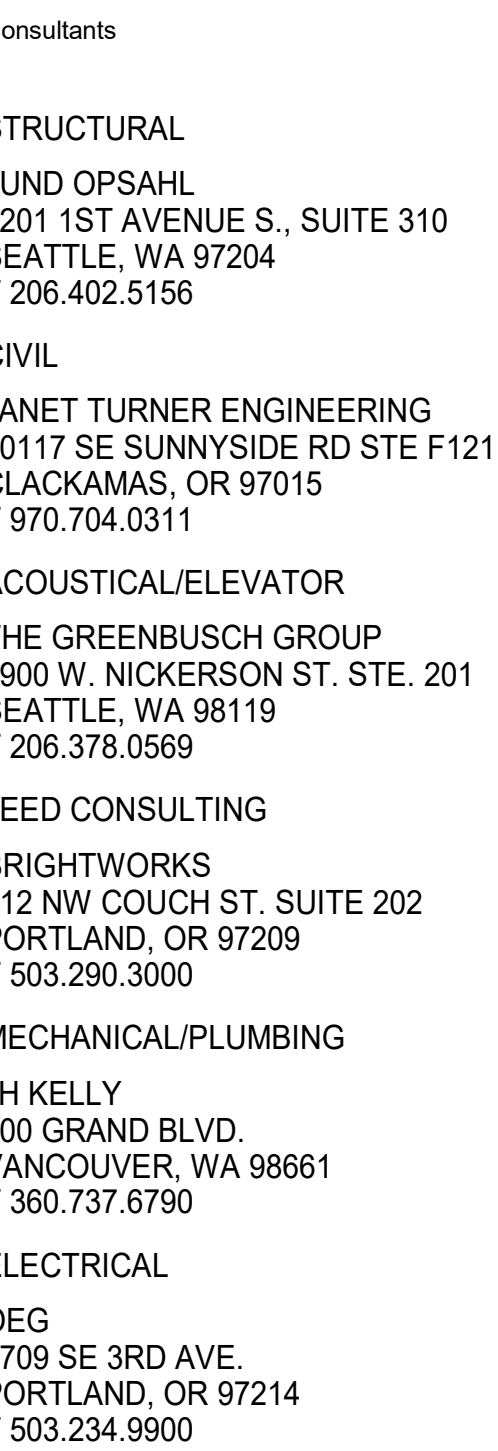 onsultants
STRUCTURAL
UND OPSAHL
201 1ST AVENUE S., SUITE 310
SEATTLE, WA 97204
206.402.5156
CIVIL
ANET TURNER ENGINEERING
0117 SE SUNNYSIDE RD STE F121
CLACKAMAS, OR 97015
970.704.0311
ACOUSTICAL/ELEVATOR
THE GREENBUSCH GROUP
900 W. NICKERSON ST. STE. 201
SEATTLE, WA 98119
206.378.0569
EED CONSULTING
BRIGHTWORKS
12 NW COUCH ST. SUITE 202
PORTLAND, OR 97209
503.290.3000
MECHANICAL/PLUMBING
H KELLY
00 GRAND BLVD.
VANCOUVER, WA 98661
360.737.6790
ELECTRICAL
EG
709 SE 3RD AVE.
PORTLAND, OR 97214
503.234.9900